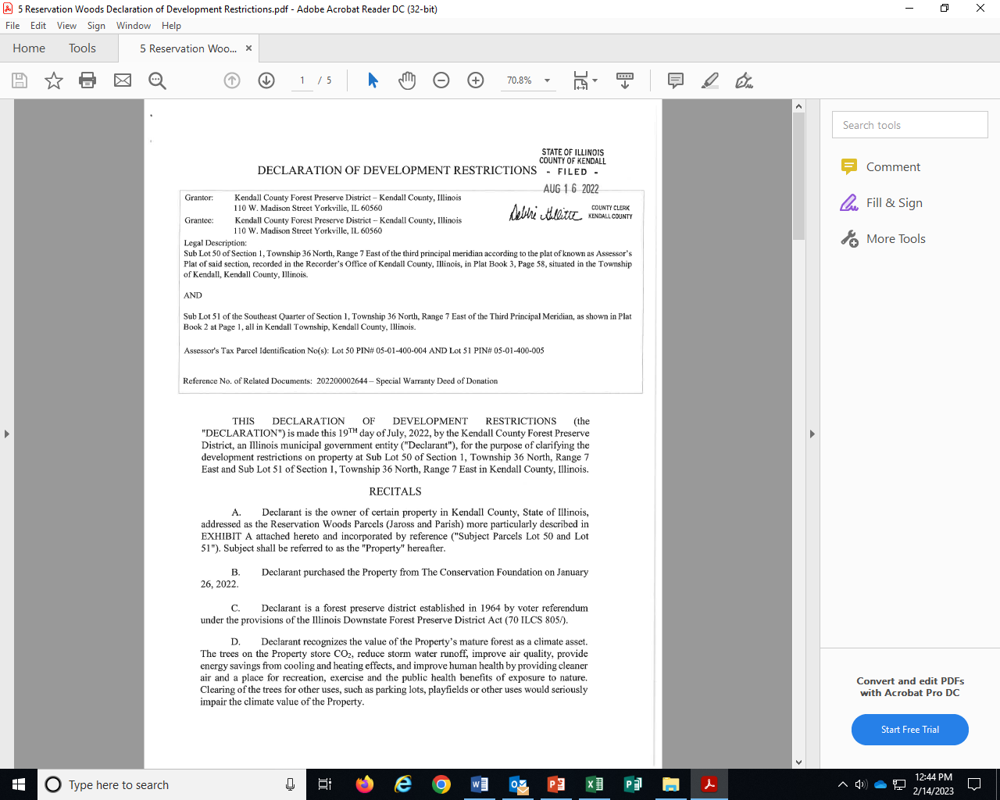 5 Reservation Woods Declaration of Development Restrictions.pdf - Adobe Acrobat Reader DC (32-bit)
File Edit View Sign Window Help
Home Tools 5 Reservation Woo... ×
1 / 5 70.8%
Search tools
Comment
Fill & Sign
More Tools
Convert and edit PDFs
with Acrobat Pro DC
Start Free Trial
STATE OF ILLINOIS
COUNTY OF KENDALL
- FILED -
AUG 16 2022
Debbi Gillette
COUNTY CLERK
KENDALL COUNTY
DECLARATION OF DEVELOPMENT RESTRICTIONS
Grantor: Kendall County Forest Preserve District – Kendall County, Illinois
110 W. Madison Street Yorkville, IL 60560
Grantee: Kendall County Forest Preserve District – Kendall County, Illinois
110 W. Madison Street Yorkville, IL 60560
Legal Description:
Sub Lot 50 of Section 1, Township 36 North, Range 7 East of the third principal meridian according to the plat of known as Assessor's
Plat of said section, recorded in the Recorder's Office of Kendall County, Illinois, in Plat Book 3, Page 58, situated in the Township
of Kendall, Kendall County, Illinois.
AND
Sub Lot 51 of the Southeast Quarter of Section 1, Township 36 North, Range 7 East of the Third Principal Meridian, as shown in Plat
Book 2 at Page 1, all in Kendall Township, Kendall County, Illinois.
Assessor's Tax Parcel Identification No(s): Lot 50 PIN# 05-01-400-004 AND Lot 51 PIN# 05-01-400-005
Reference No. of Related Documents: 202200002644 – Special Warranty Deed of Donation
THIS DECLARATION OF DEVELOPMENT RESTRICTIONS (the
"DECLARATION") is made this 19TH day of July, 2022, by the Kendall County Forest Preserve
District, an Illinois municipal government entity ("Declarant"), for the purpose of clarifying the
development restrictions on property at Sub Lot 50 of Section 1, Township 36 North, Range 7
East and Sub Lot 51 of Section 1, Township 36 North, Range 7 East in Kendall County, Illinois.
RECITALS
A. Declarant is the owner of certain property in Kendall County, State of Illinois,
addressed as the Reservation Woods Parcels (Jaross and Parish) more particularly described in
EXHIBIT A attached hereto and incorporated by reference ("Subject Parcels Lot 50 and Lot
51"). Subject shall be referred to as the "Property" hereafter.
B. Declarant purchased the Property from The Conservation Foundation on January
26, 2022.
C. Declarant is a forest preserve district established in 1964 by voter referendum
under the provisions of the Illinois Downstate Forest Preserve District Act (70 ILCS 805/).
D. Declarant recognizes the value of the Property's mature forest as a climate asset.
The trees on the Property store CO2, reduce storm water runoff, improve air quality, provide
energy savings from cooling and heating effects, and improve human health by providing cleaner
air and a place for recreation, exercise and the public health benefits of exposure to nature.
Clearing of the trees for other uses, such as parking lots, playfields or other uses would seriously
impair the climate value of the Property.
Type here to search
12:44 PM
2/14/2023